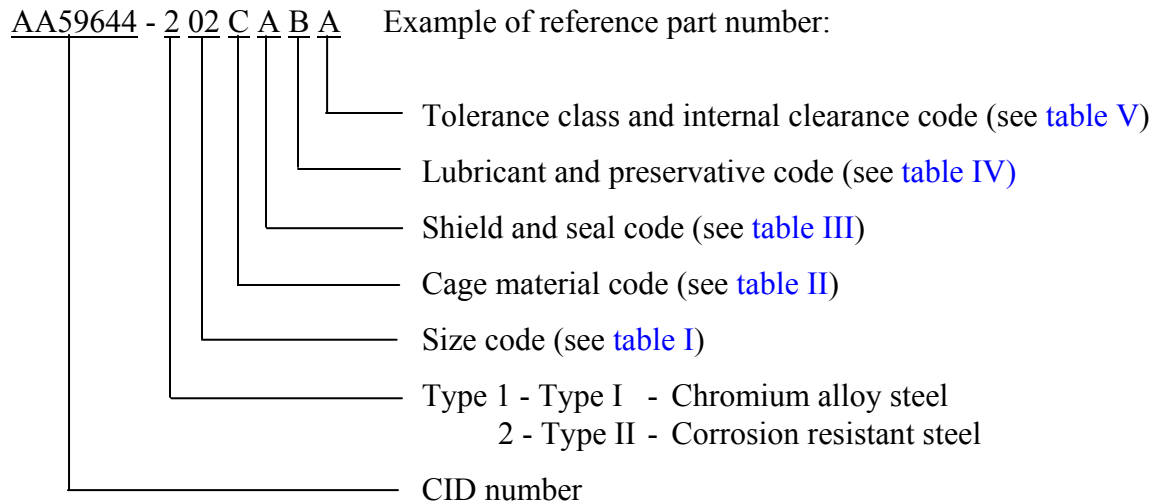 AA59644 - 2 02 C A B A Example of reference part number:
Tolerance class and internal clearance code (see table V)
Lubricant and preservative code (see table IV)
Shield and seal code (see table III)
Cage material code (see table II)
Size code (see table I)
Type 1 - Type I - Chromium alloy steel
2 - Type II - Corrosion resistant steel
CID number